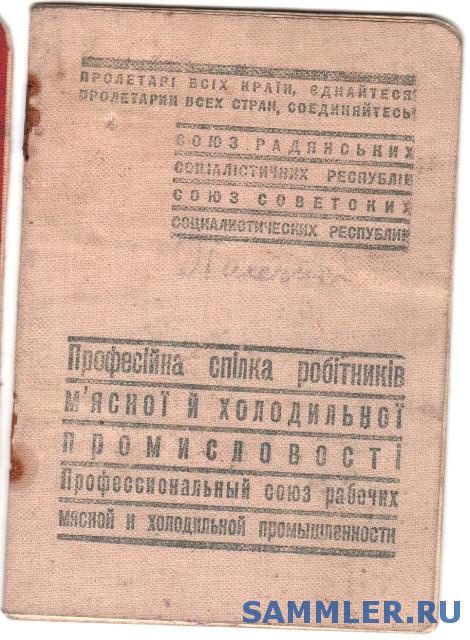 ПРОЛЕТАРІ ВСІХ КРАЇН, ЄДНАЙТЕСЯ
ПРОЛЕТАРИИ ВСЕХ СТРАН, СОЕДИНЯЙТЕСЬ
СОЮЗ РАДЯНСЬКИХ
СОЦІАЛІСТИЧНИХ РЕСПУБЛІК
СОЮЗ СОВЕТСКИХ
СОЦИАЛИСТИЧЕСКИХ РЕСПУБЛИК
Професійна спілка робітників
м'ясної й холодильної
промисловості
Профессиональный союз рабочих
мясной и холодильной промышленности
SAMMLER.RU